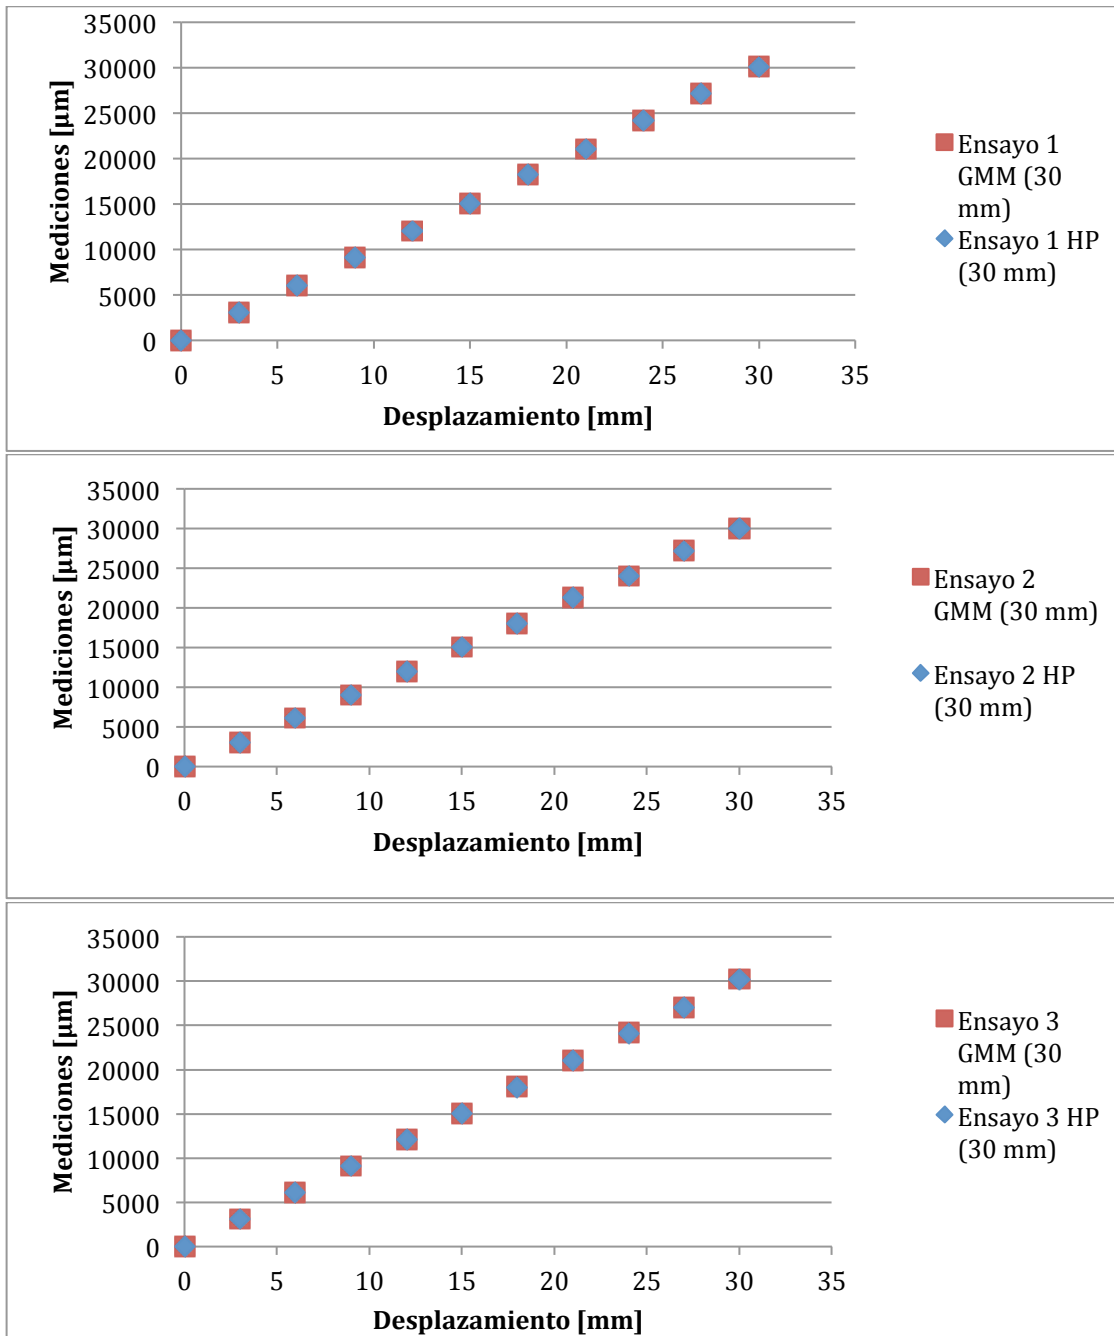 35000
30000
25000
20000
15000
10000
5000
0
Mediciones [µm]
0 5 10 15 20 25 30 35
Desplazamiento [mm]
Ensayo 1
GMM (30
mm)
Ensayo 1 HP
(30 mm)
35000
30000
25000
20000
15000
10000
5000
0
Mediciones [µm]
0 5 10 15 20 25 30 35
Desplazamiento [mm]
Ensayo 2
GMM (30 mm)
Ensayo 2 HP
(30 mm)
35000
30000
25000
20000
15000
10000
5000
0
Mediciones [µm]
0 5 10 15 20 25 30 35
Desplazamiento [mm]
Ensayo 3
GMM (30
mm)
Ensayo 3 HP
(30 mm)